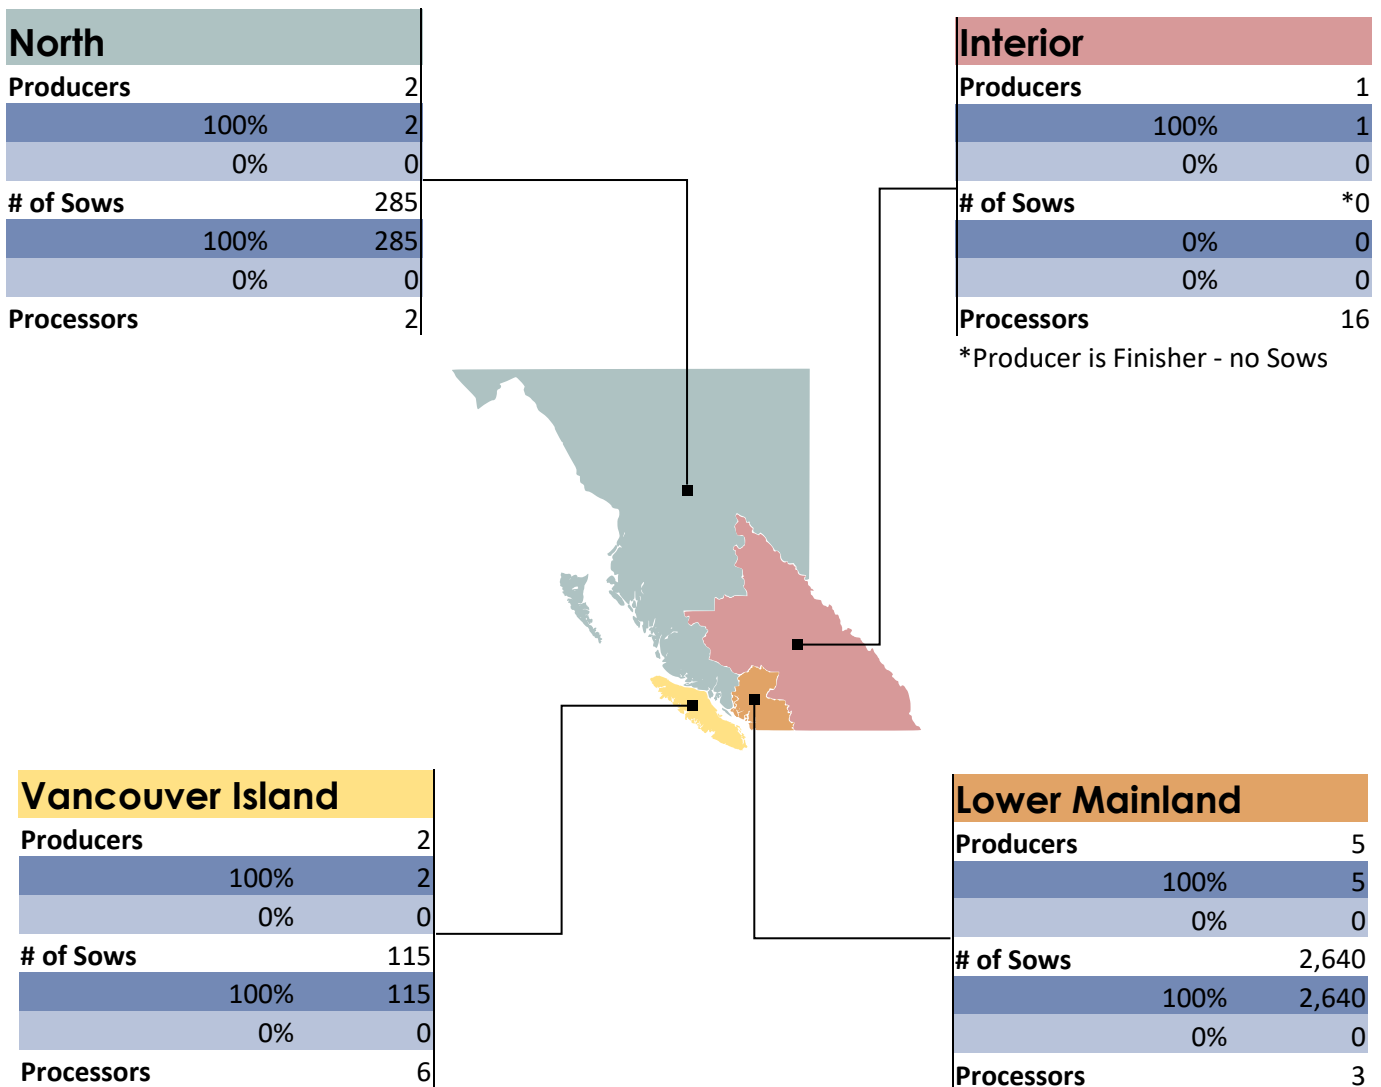 North
Producers 2
100% 2
0% 0
# of Sows 285
100% 285
0% 0
Processors 2
Interior
Producers 1
100% 1
0% 0
# of Sows *0
0% 0
0% 0
Processors 16
*Producer is Finisher - no Sows
Vancouver Island
Producers 2
100% 2
0% 0
# of Sows 115
100% 115
0% 0
Processors 6
Lower Mainland
Producers 5
100% 5
0% 0
# of Sows 2,640
100% 2,640
0% 0
Processors 3